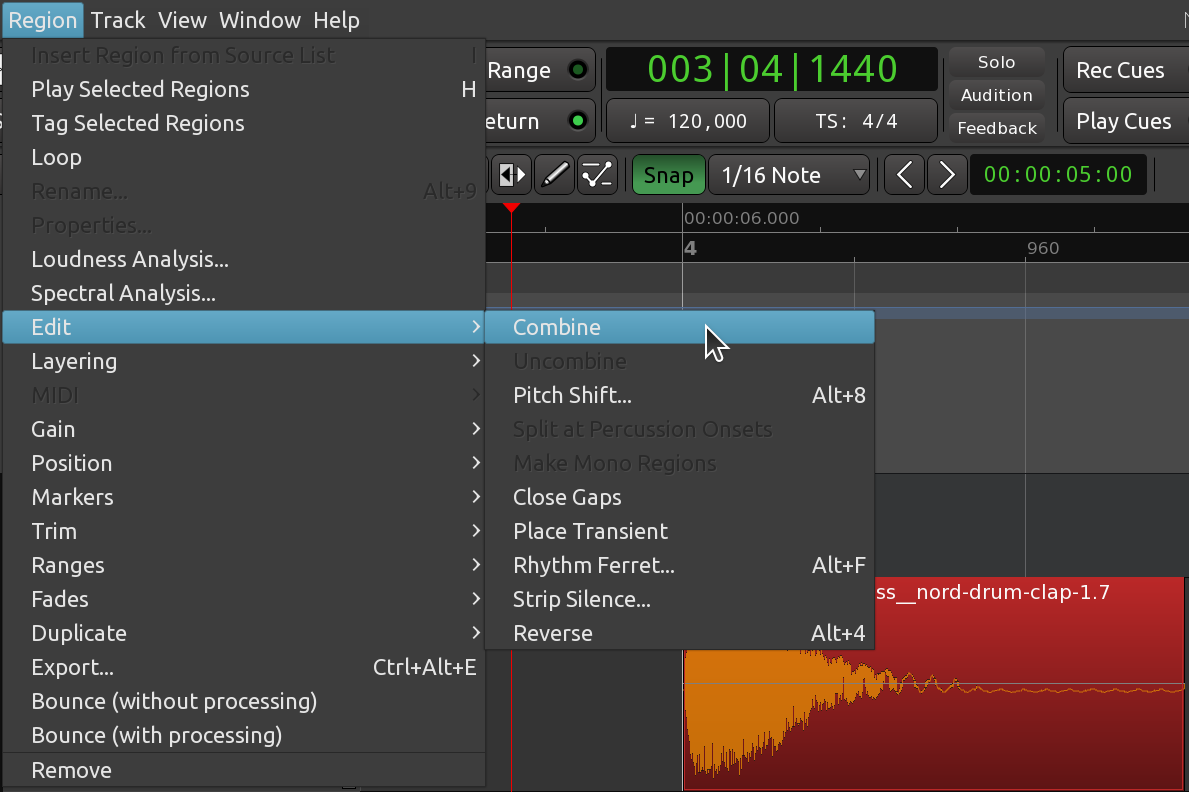 Region Track View Window Help
Insert Region from Source List I
Play Selected Regions H
Tag Selected Regions
Loop
Rename... Alt+9
Properties...
Loudness Analysis...
Spectral Analysis...
Edit
Layering
MIDI
Gain
Position
Markers
Trim
Ranges
Fades
Duplicate
Export... Ctrl+Alt+E
Bounce (without processing)
Bounce (with processing)
Remove
Combine
Uncombine
Pitch Shift... Alt+8
Split at Percussion Onsets
Make Mono Regions
Close Gaps
Place Transient
Rhythm Ferret... Alt+F
Strip Silence...
Reverse Alt+4
Range 003|04|1440 Solo Rec Cues
Audition
eturn ♩ = 120,000 TS: 4/4 Feedback Play Cues
Snap 1/16 Note 00:00:05:00
00:00:06.000
4 960
ss__nord-drum-clap-1.7